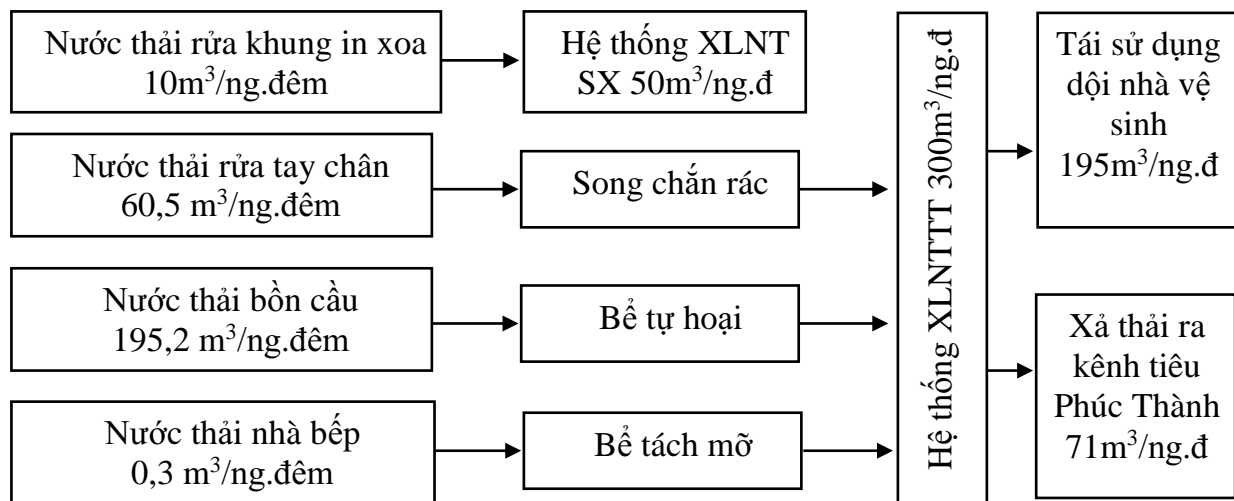 Nước thải rửa khung in xoa
10m³/ng.đêm
Hệ thống XLNT
SX 50m³/ng.đ
Nước thải rửa tay chân
60,5 m³/ng.đêm
Song chắn rác
Nước thải bồn cầu
195,2 m³/ng.đêm
Bể tự hoại
Nước thải nhà bếp
0,3 m³/ng.đêm
Bể tách mỡ
Hệ thống XLNTTT 300m³/ng.đ
Tái sử dụng
dội nhà vệ
sinh
195m³/ng.đ
Xả thải ra
kênh tiêu
Phúc Thành
71m³/ng.đ